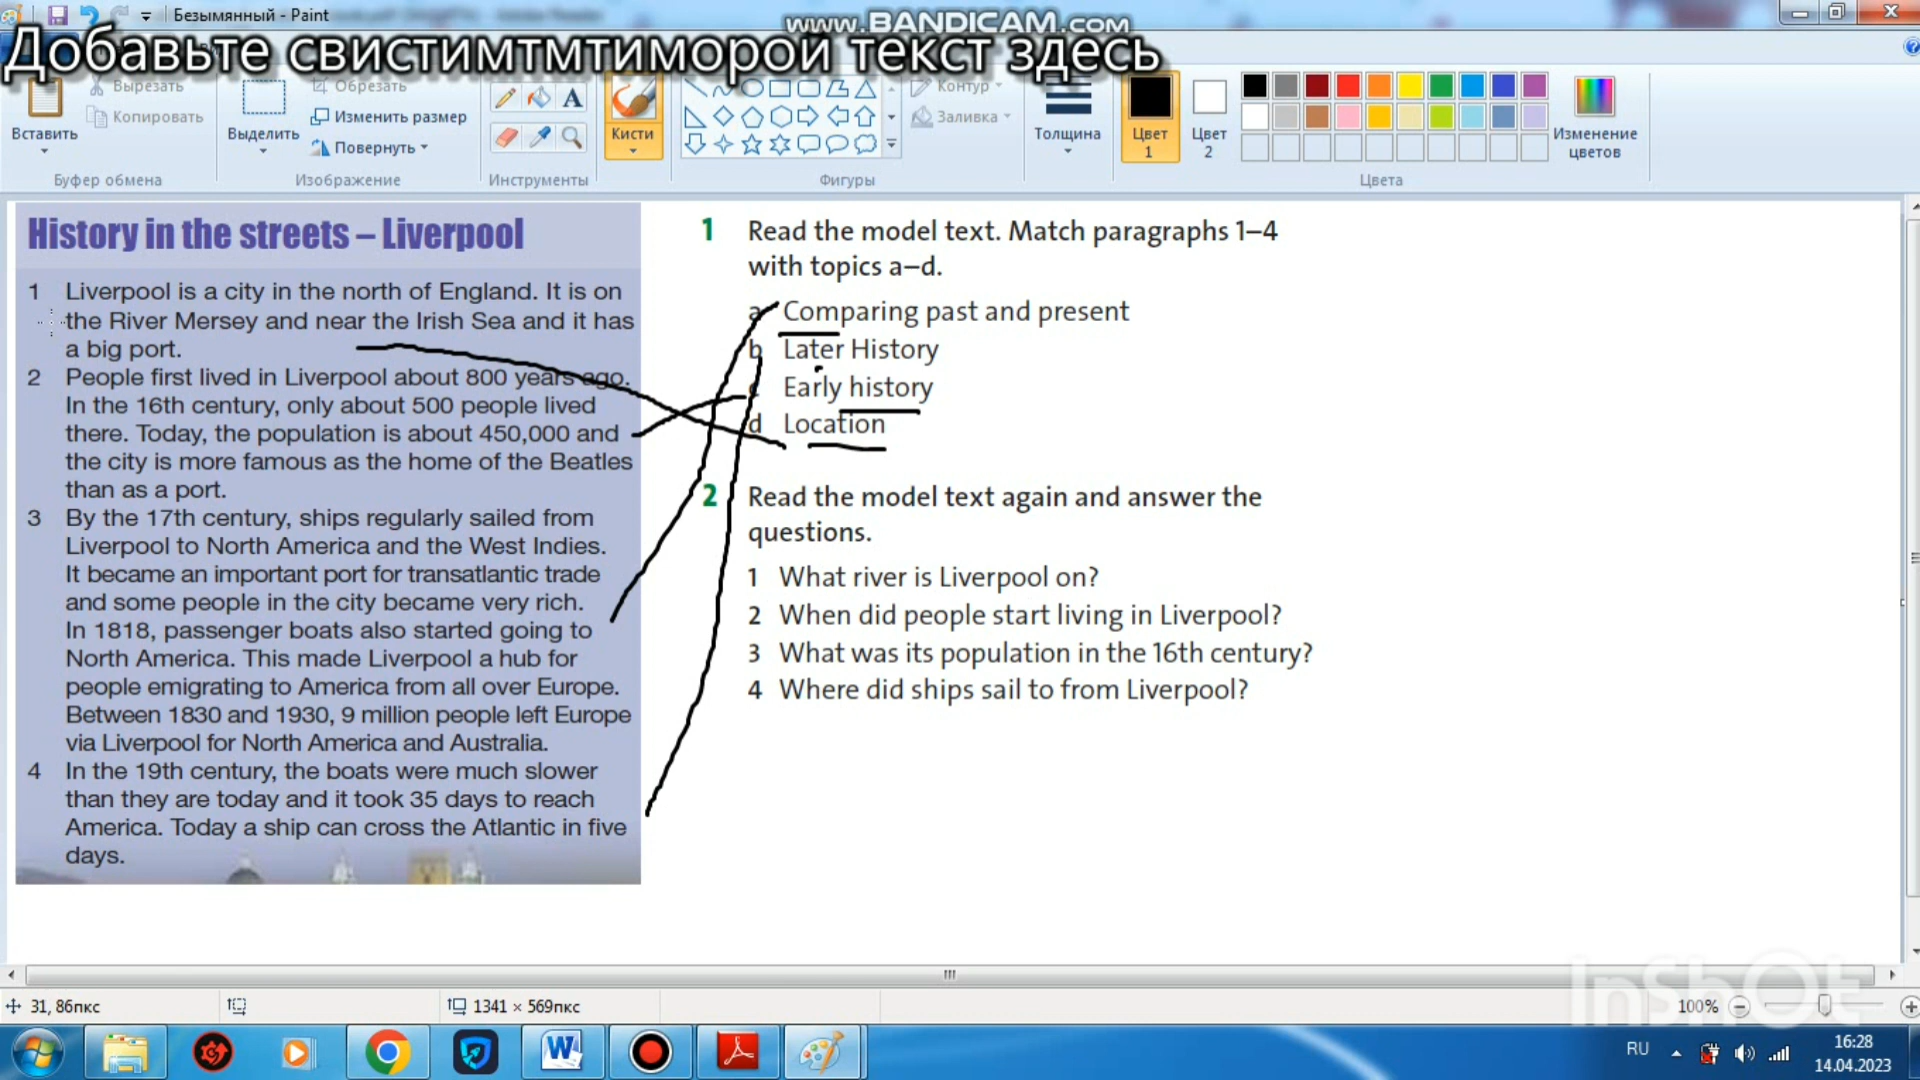 Безымянный - Paint
www.BANDICAM.com
Добавьте свистимтмтиморой текст здесь
Вставить
Вырезать
Копировать
Буфер обмена
Выделить
Обрезать
Изменить размер
Повернуть
Изображение
A
Инструменты
Кисти
Фигуры
Контур
Заливка
Толщина
Цвет
1
Цвет
2
Изменение
цветов
Цвета
History in the streets – Liverpool
1 Liverpool is a city in the north of England. It is on
the River Mersey and near the Irish Sea and it has
a big port.
2 People first lived in Liverpool about 800 years ago.
In the 16th century, only about 500 people lived
there. Today, the population is about 450,000 and
the city is more famous as the home of the Beatles
than as a port.
3 By the 17th century, ships regularly sailed from
Liverpool to North America and the West Indies.
It became an important port for transatlantic trade
and some people in the city became very rich.
In 1818, passenger boats also started going to
North America. This made Liverpool a hub for
people emigrating to America from all over Europe.
Between 1830 and 1930, 9 million people left Europe
via Liverpool for North America and Australia.
4 In the 19th century, the boats were much slower
than they are today and it took 35 days to reach
America. Today a ship can cross the Atlantic in five
days.
1 Read the model text. Match paragraphs 1–4
with topics a–d.
a Comparing past and present
b Later History
c Early history
d Location
2 Read the model text again and answer the
questions.
1 What river is Liverpool on?
2 When did people start living in Liverpool?
3 What was its population in the 16th century?
4 Where did ships sail to from Liverpool?
InShOt
31, 86пкс
1341 × 569пкс
100%
RU
16:28
14.04.2023